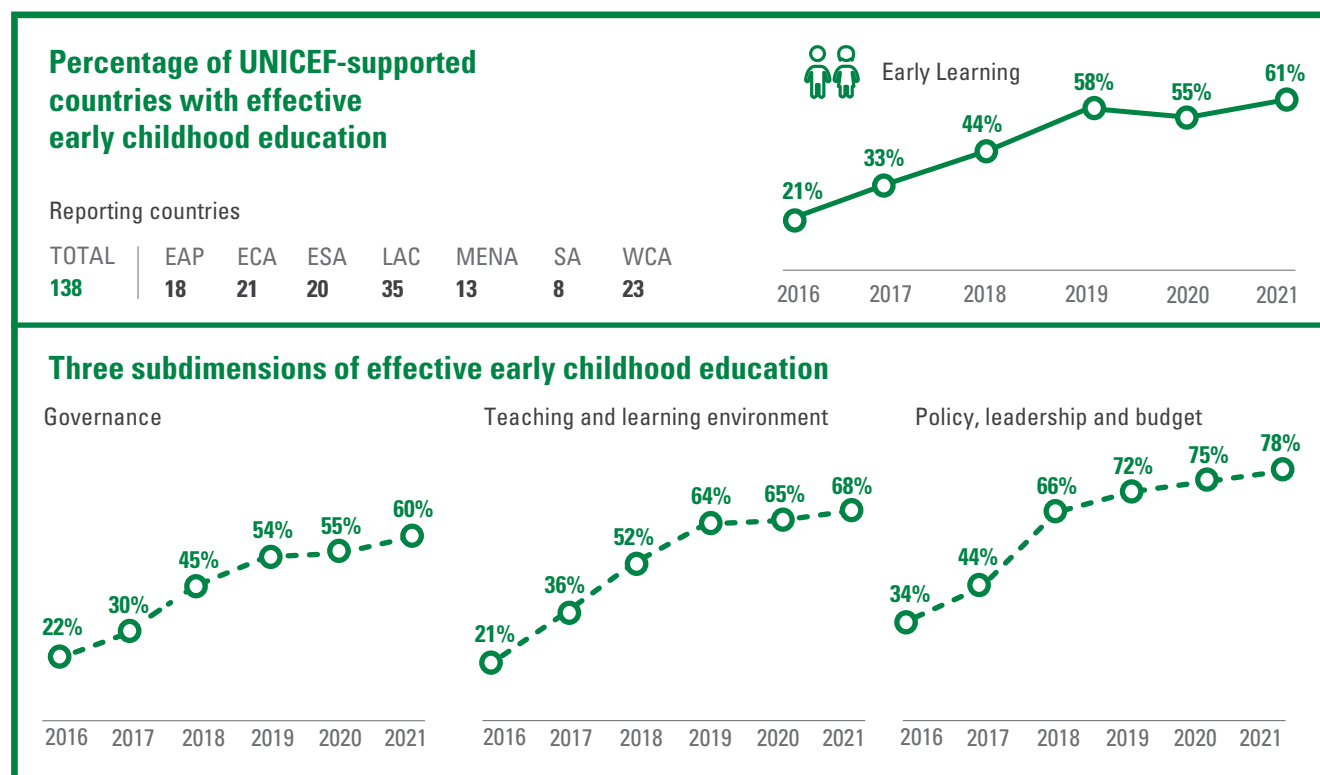 Percentage of UNICEF-supported
countries with effective
early childhood education
Reporting countries
TOTAL EAP ECA ESA LAC MENA SA WCA
138 18 21 20 35 13 8 23
Early Learning
21% 33% 44% 58% 55% 61%
2016 2017 2018 2019 2020 2021
Three subdimensions of effective early childhood education
Governance
22% 30% 45% 54% 55% 60%
2016 2017 2018 2019 2020 2021
Teaching and learning environment
21% 36% 52% 64% 65% 68%
2016 2017 2018 2019 2020 2021
Policy, leadership and budget
34% 44% 66% 72% 75% 78%
2016 2017 2018 2019 2020 2021